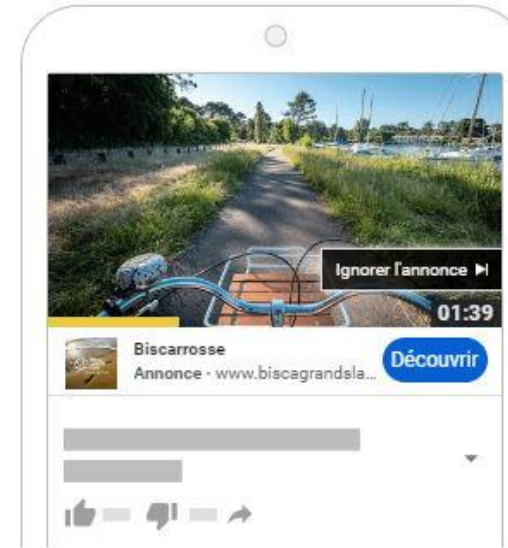 Ignorer l'annonce
01:39
Biscarrosse
Annonce · www.biscagrandsla...
Découvrir